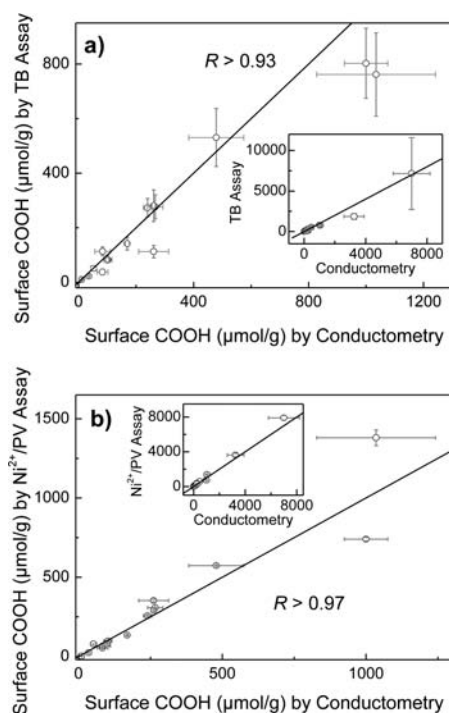 a)
R > 0.93
800
400
0
Surface COOH (μmol/g) by TB Assay
10000
5000
0
TB Assay
0 4000 8000
Conductometry
0 400 800 1200
Surface COOH (μmol/g) by Conductometry
b)
1500
1000
500
0
Surface COOH (μmol/g) by Ni²⁺/PV Assay
8000
4000
0
Ni²⁺/PV Assay
0 4000 8000
Conductometry
R > 0.97
0 500 1000
Surface COOH (μmol/g) by Conductometry